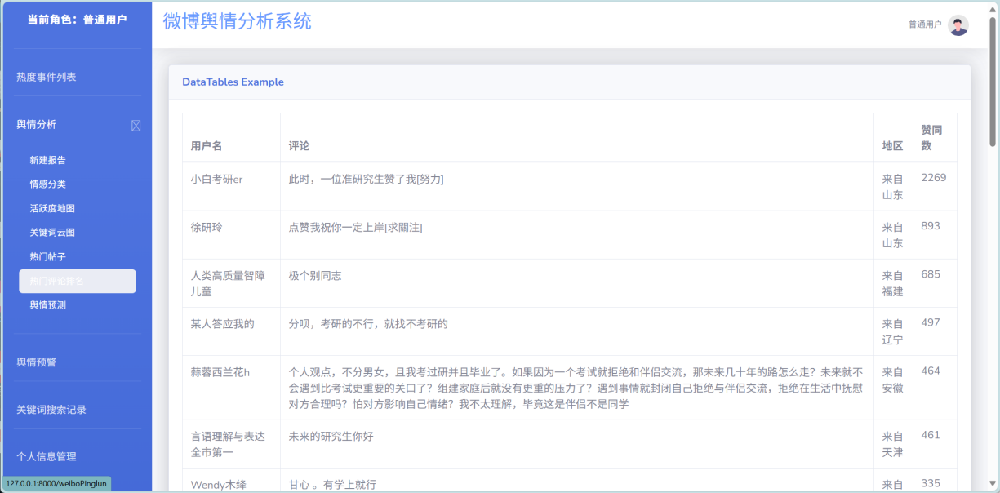 当前角色：普通用户
微博舆情分析系统
普通用户
热度事件列表
舆情分析
新建报告
情感分类
活跃度地图
关键词云图
热门帖子
热门评论排名
舆情预测
舆情预警
关键词搜索记录
个人信息管理
127.0.0.1:8000/weiboPinglun
DataTables Example
用户名 评论 地区 赞同
数
小白考研er 此时，一位准研究生赞了我[努力] 来自 2269
山东
徐研玲 点赞我祝你一定上岸[求關注] 来自 893
山东
人类高质量智障 极个别同志 来自 685
儿童 福建
某人答应我的 分呗，考研的不行，就找不考研的 来自 497
辽宁
蒜蓉西兰花h 个人观点，不分男女，且我考过研并且毕业了。如果因为一个考试就拒绝和伴侣交流，那未来几十年的路怎么走？未来就不 来自 464
会遇到比考试更重要的关口了？组建家庭后就没有更重的压力了？遇到事情就封闭自己拒绝与伴侣交流，拒绝在生活中抚慰 安徽
对方合理吗？怕对方影响自己情绪？我不太理解，毕竟这是伴侣不是同学
言语理解与表达 未来的研究生你好 来自 461
全市第一 天津
Wendy木绛 甘心 。有学上就行 来自 335